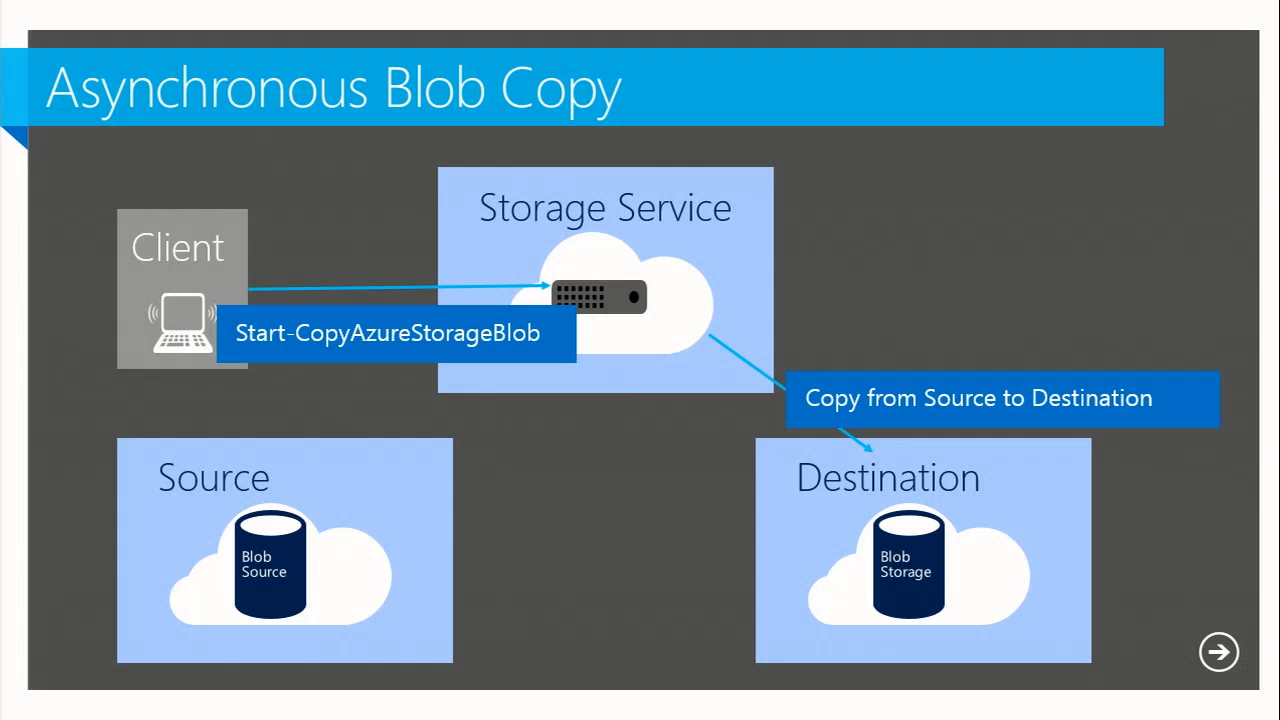 Asynchronous Blob Copy
Storage Service
Client
Start-CopyAzureStorageBlob
Copy from Source to Destination
Source
Destination
Blob
Source
Blob
Storage